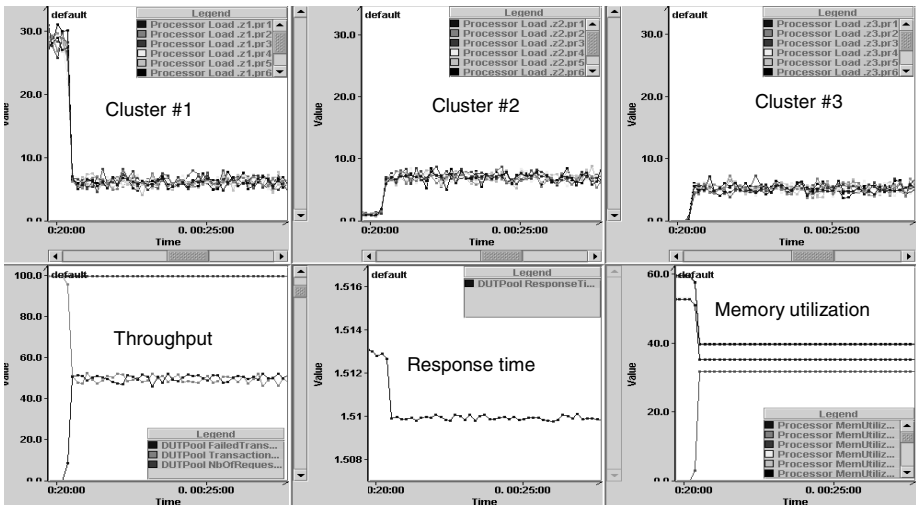 default
Legend
Processor Load .z1.pr1
Processor Load .z1.pr2
Processor Load .z1.pr3
Processor Load .z1.pr4
Processor Load .z1.pr5
Processor Load .z1.pr6
30.0
20.0
10.0
Value
Cluster #1
0:20:00
0. 00:25:00
Time
default
Legend
Processor Load .z2.pr1
Processor Load .z2.pr2
Processor Load .z2.pr3
Processor Load .z2.pr4
Processor Load .z2.pr5
Processor Load .z2.pr6
30.0
20.0
10.0
0.0
Value
Cluster #2
0:20:00
0. 00:25:00
Time
default
Legend
Processor Load .z3.pr1
Processor Load .z3.pr2
Processor Load .z3.pr3
Processor Load .z3.pr4
Processor Load .z3.pr5
Processor Load .z3.pr6
30.0
20.0
10.0
0.0
Value
Cluster #3
0:20:00
0. 00:25:00
Time
default
100.0
80.0
60.0
40.0
20.0
0.0
Value
Throughput
Legend
DUTPool FailedTrans...
DUTPool Transaction...
DUTPool NbOfReques...
0:20:00
0. 00:25:00
Time
default
Legend
DUTPool ResponseTi...
1.516
1.514
1.512
1.51
1.508
Value
Response time
0:20:00
0. 00:25:00
Time
default
60.0
40.0
20.0
0.0
Value
Memory utilization
Legend
Processor MemUtiliz...
Processor MemUtiliz...
Processor MemUtiliz...
Processor MemUtiliz...
Processor MemUtiliz...
Processor MemUtiliz...
0:20:00
0. 00:25:00
Time